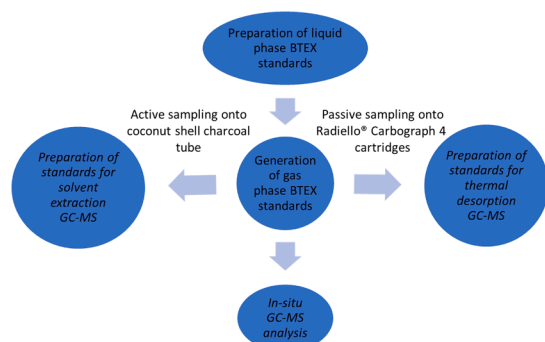 Preparation of liquid
phase BTEX
standards
Active sampling onto
coconut shell charcoal
tube
Passive sampling onto
Radiello® Carbograph 4
cartridges
Preparation of
standards for
solvent
extraction
GC-MS
Generation
of gas
phase BTEX
standards
Preparation of
standards for
thermal
desorption
GC-MS
In-situ
GC-MS
analysis